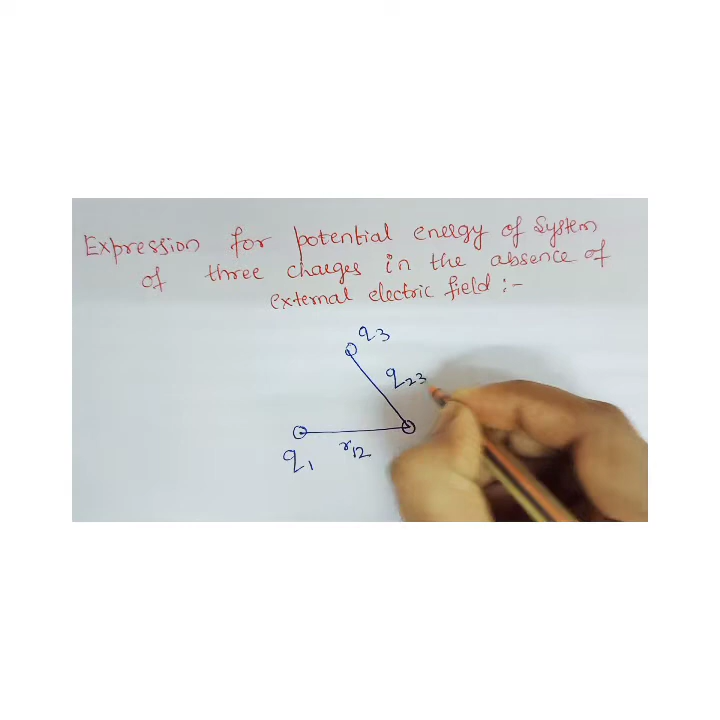 Expression for potential energy of System
of three charges in the absence of
external electric field :-
q3
q23
r12
q1